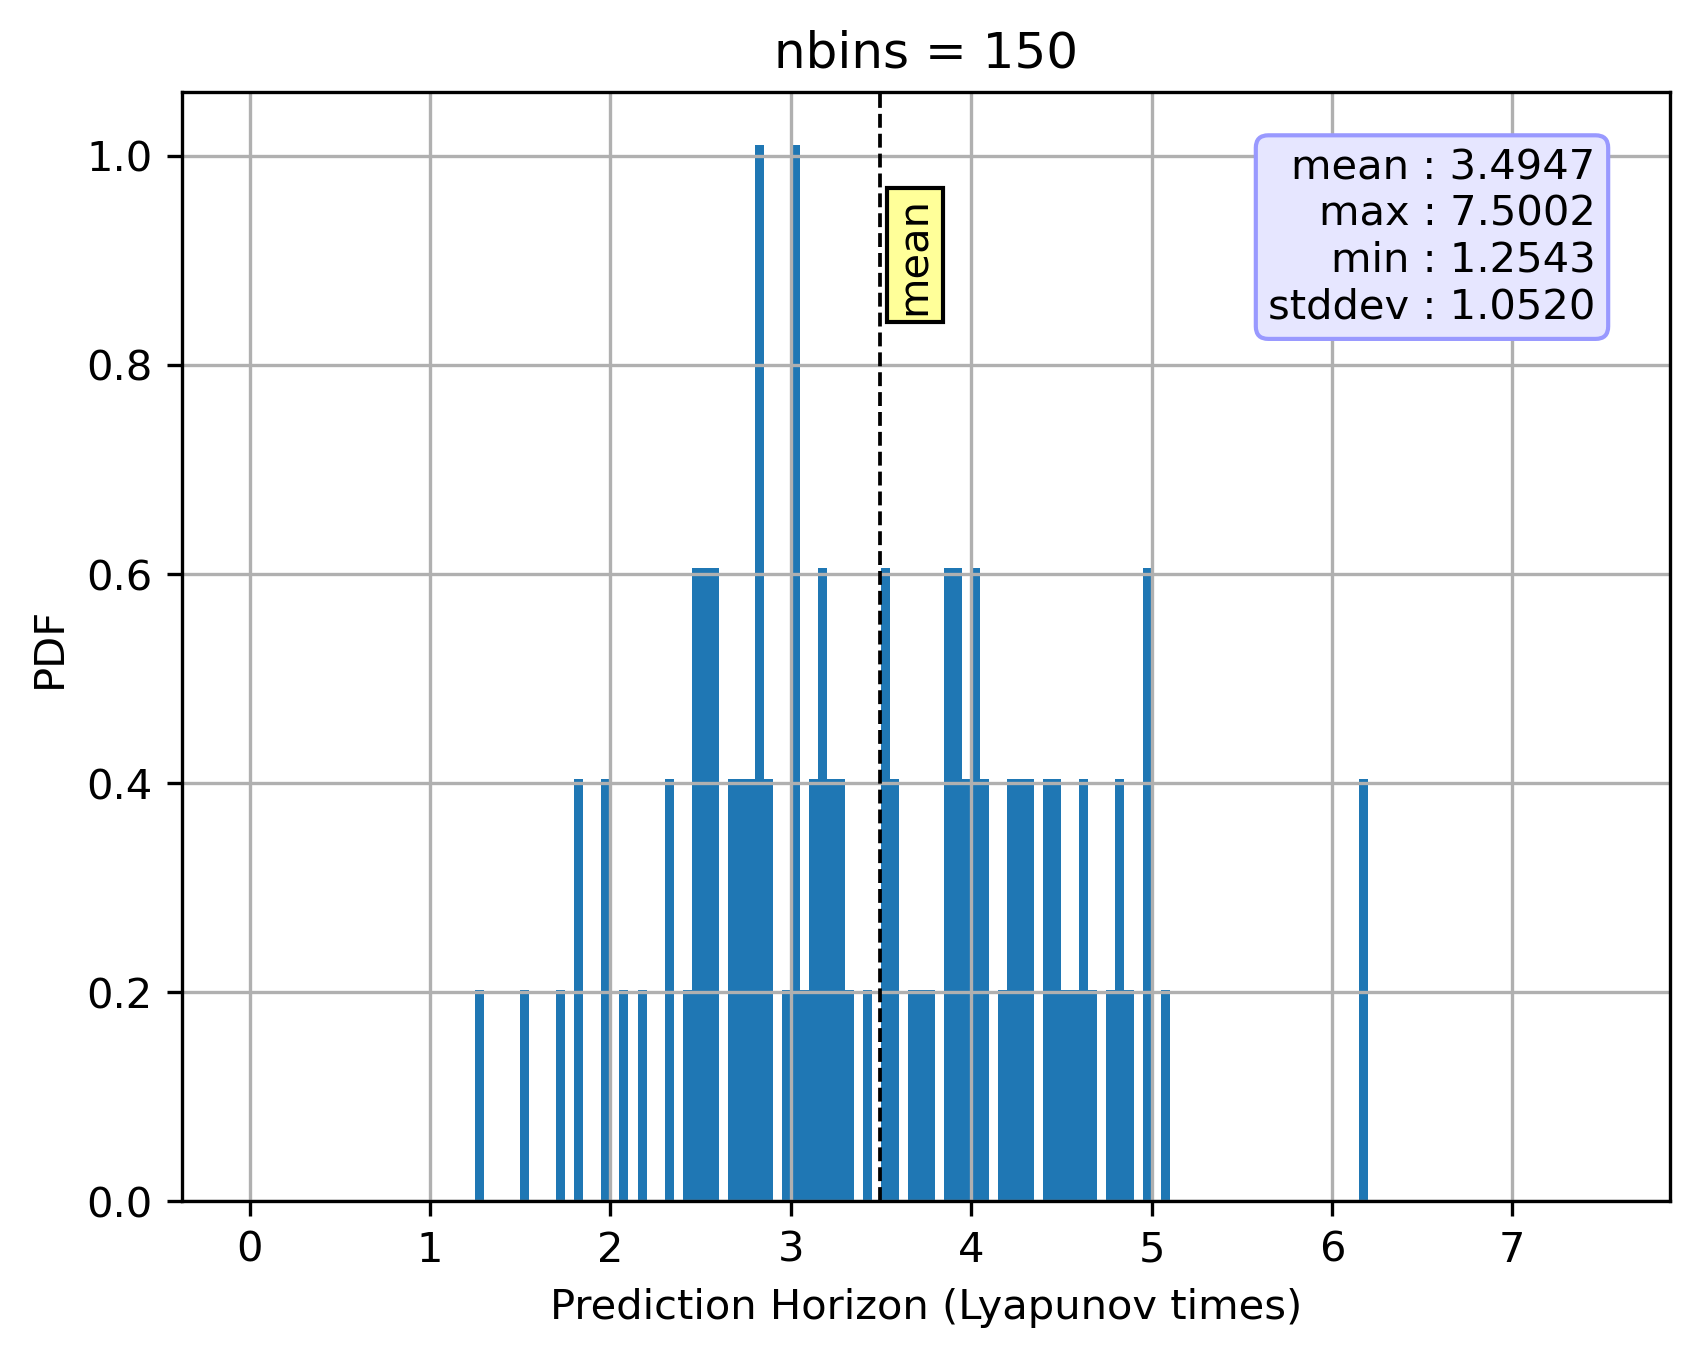 nbins = 150
1.0
0.8
0.6
0.4
0.2
0.0
PDF
mean
mean : 3.4947
max : 7.5002
min : 1.2543
stddev : 1.0520
0 1 2 3 4 5 6 7
Prediction Horizon (Lyapunov times)